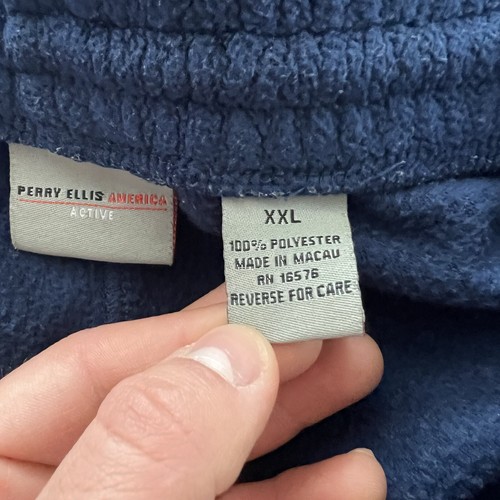 PERRY ELLIS AMERICA
ACTIVE
XXL
100% POLYESTER
MADE IN MACAU
RN 16576
REVERSE FOR CARE